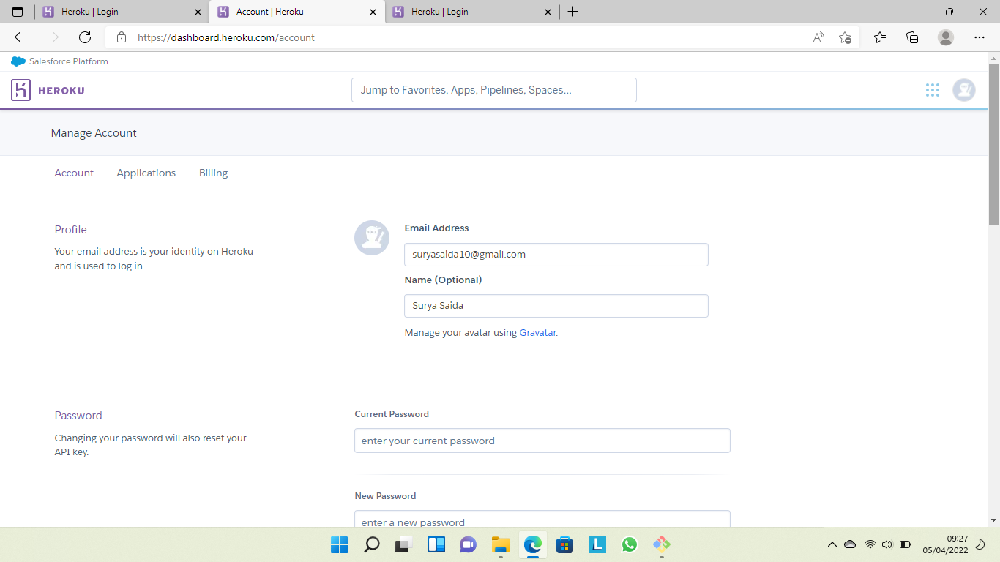 Heroku | Login
Account | Heroku
Heroku | Login
https://dashboard.heroku.com/account
Salesforce Platform
HEROKU
Jump to Favorites, Apps, Pipelines, Spaces...
Manage Account
Account
Applications
Billing
Profile
Your email address is your identity on Heroku
and is used to log in.
Email Address
suryasaida10@gmail.com
Name (Optional)
Surya Saida
Manage your avatar using Gravatar.
Password
Changing your password will also reset your
API key.
Current Password
enter your current password
New Password
enter a new password
09:27
05/04/2022